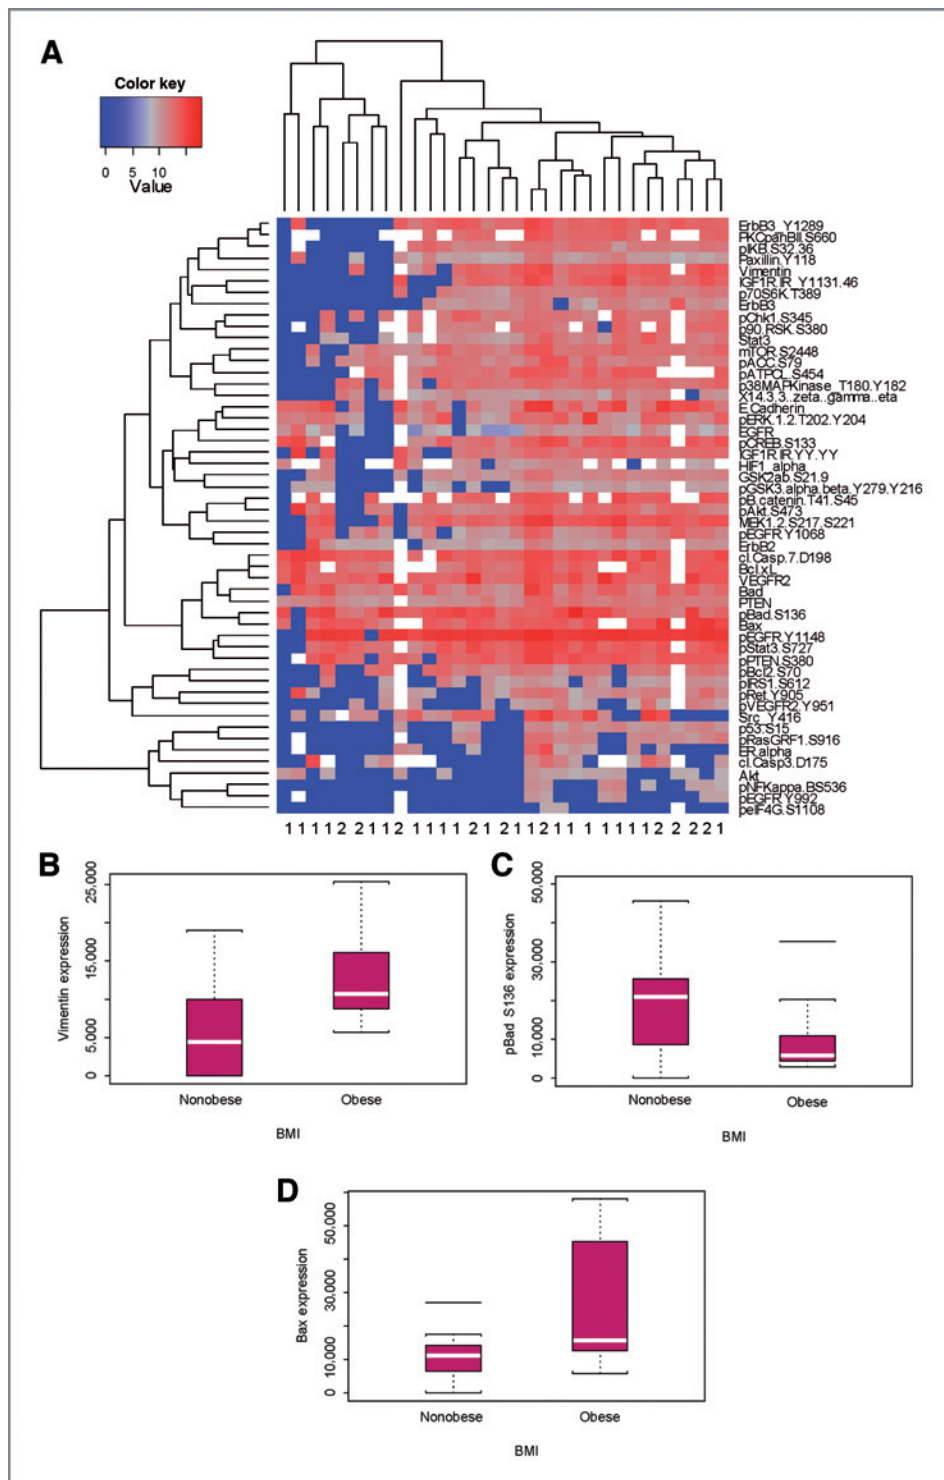 A
Color key
0 5 10
Value
ErbB3_Y1289
PKCpanBII.S660
pIKB.S32.36
Paxillin.Y118
Vimentin
IGF1R.IR_Y1131.46
p70S6K.T389
ErbB3
pChk1.S345
p90.RSK.S380
Stat3
mTOR.S2448
pACC.S79
pATPCL.S454
p38MAPKinase_T180.Y182
X14.3.3..zeta..gamma..eta
E.Cadherin
pERK.1.2.T202.Y204
EGFR
pCREB.S133
IGF1R.IR.YY.YY
HIF1_alpha
GSK2ab.S21.9
pGSK3.alpha.beta.Y279.Y216
pB.catenin.T41.S45
pAkt.S473
MEK1.2.S217.S221
pEGFR.Y1068
ErbB2
cl.Casp.7.D198
Bcl.xL
VEGFR2
Bad
PTEN
pBad.S136
Bax
pEGFR.Y1148
pStat3.S727
pPTEN.S380
pBcl2.S70
pIRS1.S612
pRet.Y905
pVEGFR2.Y951
Src_Y416
p53.S15
pRasGRF1.S916
ER.alpha
cl.Casp3.D175
Akt
pNFKappa.BS536
pEGFR.Y992
peIF4G.S1108
1 1 1 1 2 2 1 1 2 1 1 1 1 2 1 2 1 1 2 1 1 1 1 1 1 2 2 2 2 1
B
Vimentin expression
25,000
15,000
5,000
0
Nonobese Obese
BMI
C
pBad S136 expression
50,000
30,000
10,000
0
Nonobese Obese
BMI
D
Bax expression
50,000
30,000
10,000
0
Nonobese Obese
BMI